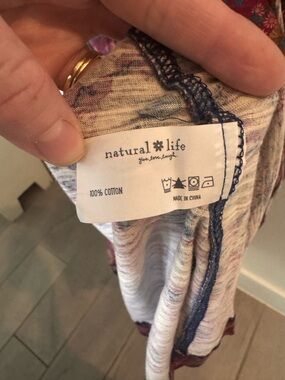 natural life
give, love, laugh
100% COTTON
MADE IN CHINA